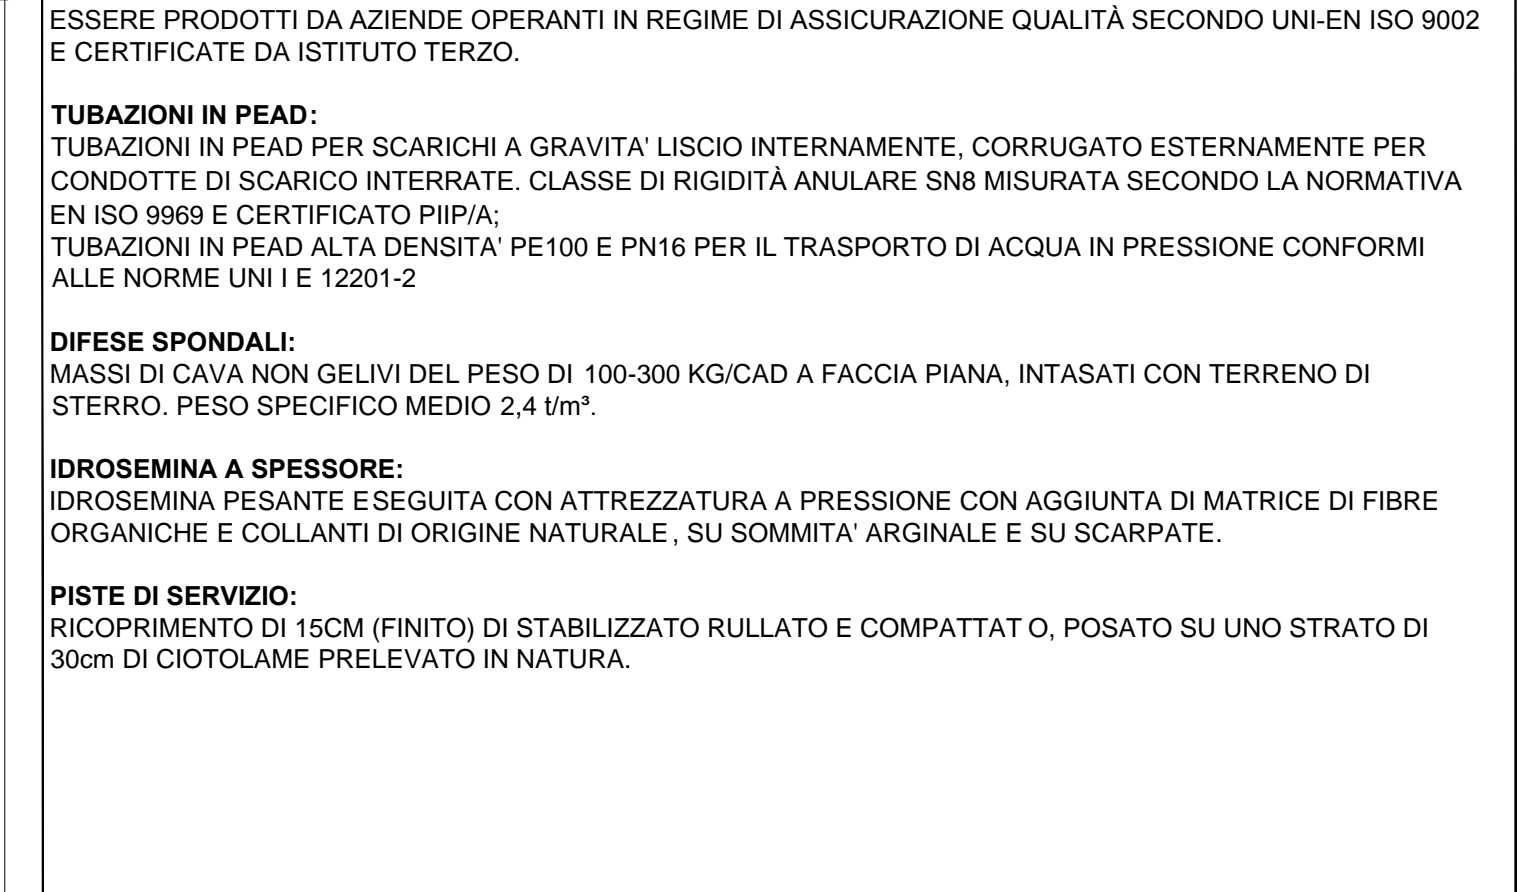 ESSERE PRODOTTI DA AZIENDE OPERANTI IN REGIME DI ASSICURAZIONE QUALITÀ SECONDO UNI-EN ISO 9002
E CERTIFICATE DA ISTITUTO TERZO.
TUBAZIONI IN PEAD:
TUBAZIONI IN PEAD PER SCARICHI A GRAVITA' LISCIO INTERNAMENTE, CORRUGATO ESTERNAMENTE PER
CONDOTTE DI SCARICO INTERRATE. CLASSE DI RIGIDITÀ ANULARE SN8 MISURATA SECONDO LA NORMATIVA
EN ISO 9969 E CERTIFICATO PIIP/A;
TUBAZIONI IN PEAD ALTA DENSITA' PE100 E PN16 PER IL TRASPORTO DI ACQUA IN PRESSIONE CONFORMI
ALLE NORME UNI I E 12201-2
DIFESE SPONDALI:
MASSI DI CAVA NON GELIVI DEL PESO DI 100-300 KG/CAD A FACCIA PIANA, INTASATI CON TERRENO DI
STERRO. PESO SPECIFICO MEDIO 2,4 t/m³.
IDROSEMINA A SPESSORE:
IDROSEMINA PESANTE ESEGUITA CON ATTREZZATURA A PRESSIONE CON AGGIUNTA DI MATRICE DI FIBRE
ORGANICHE E COLLANTI DI ORIGINE NATURALE, SU SOMMITA' ARGINALE E SU SCARPATE.
PISTE DI SERVIZIO:
RICOPRIMENTO DI 15CM (FINITO) DI STABILIZZATO RULLATO E COMPATTATO, POSATO SU UNO STRATO DI
30cm DI CIOTOLAME PRELEVATO IN NATURA.